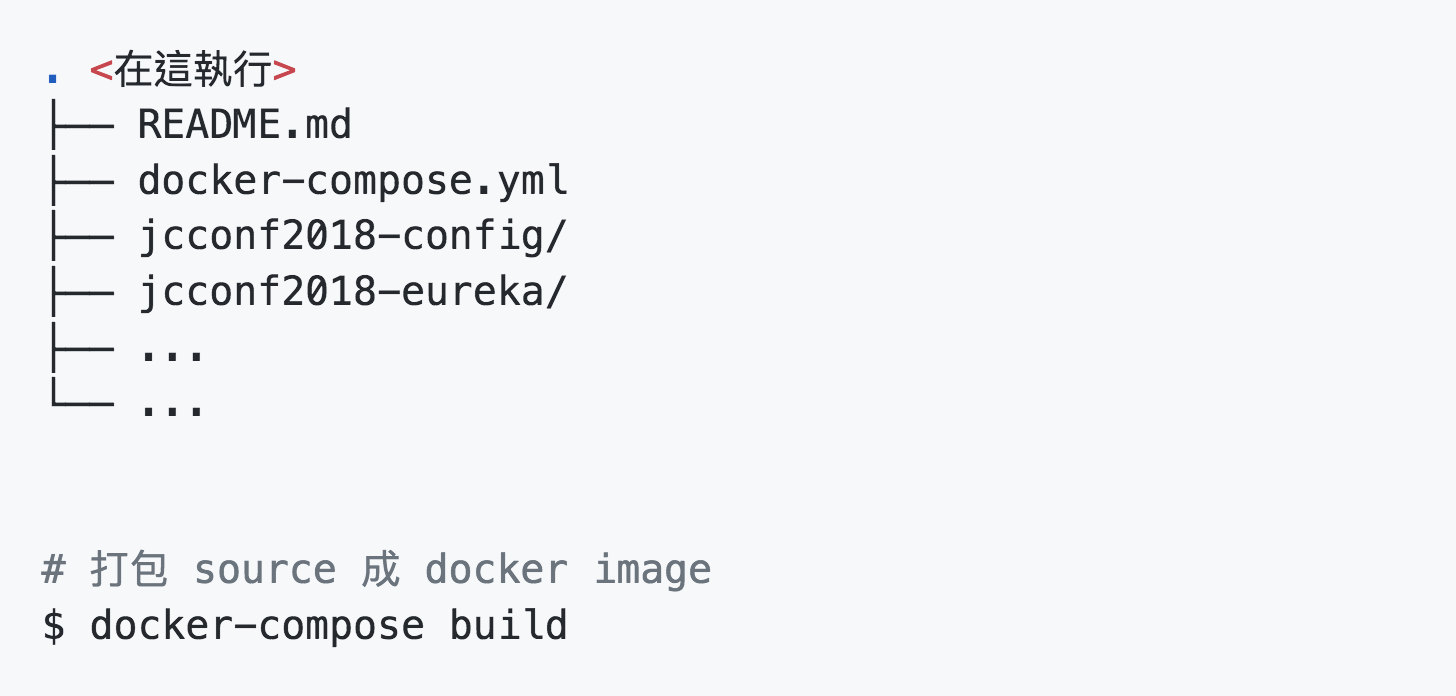 . <在這執行>
├── README.md
├── docker-compose.yml
├── jcconf2018-config/
├── jcconf2018-eureka/
├── ...
└── ...
# 打包 source 成 docker image
$ docker-compose build